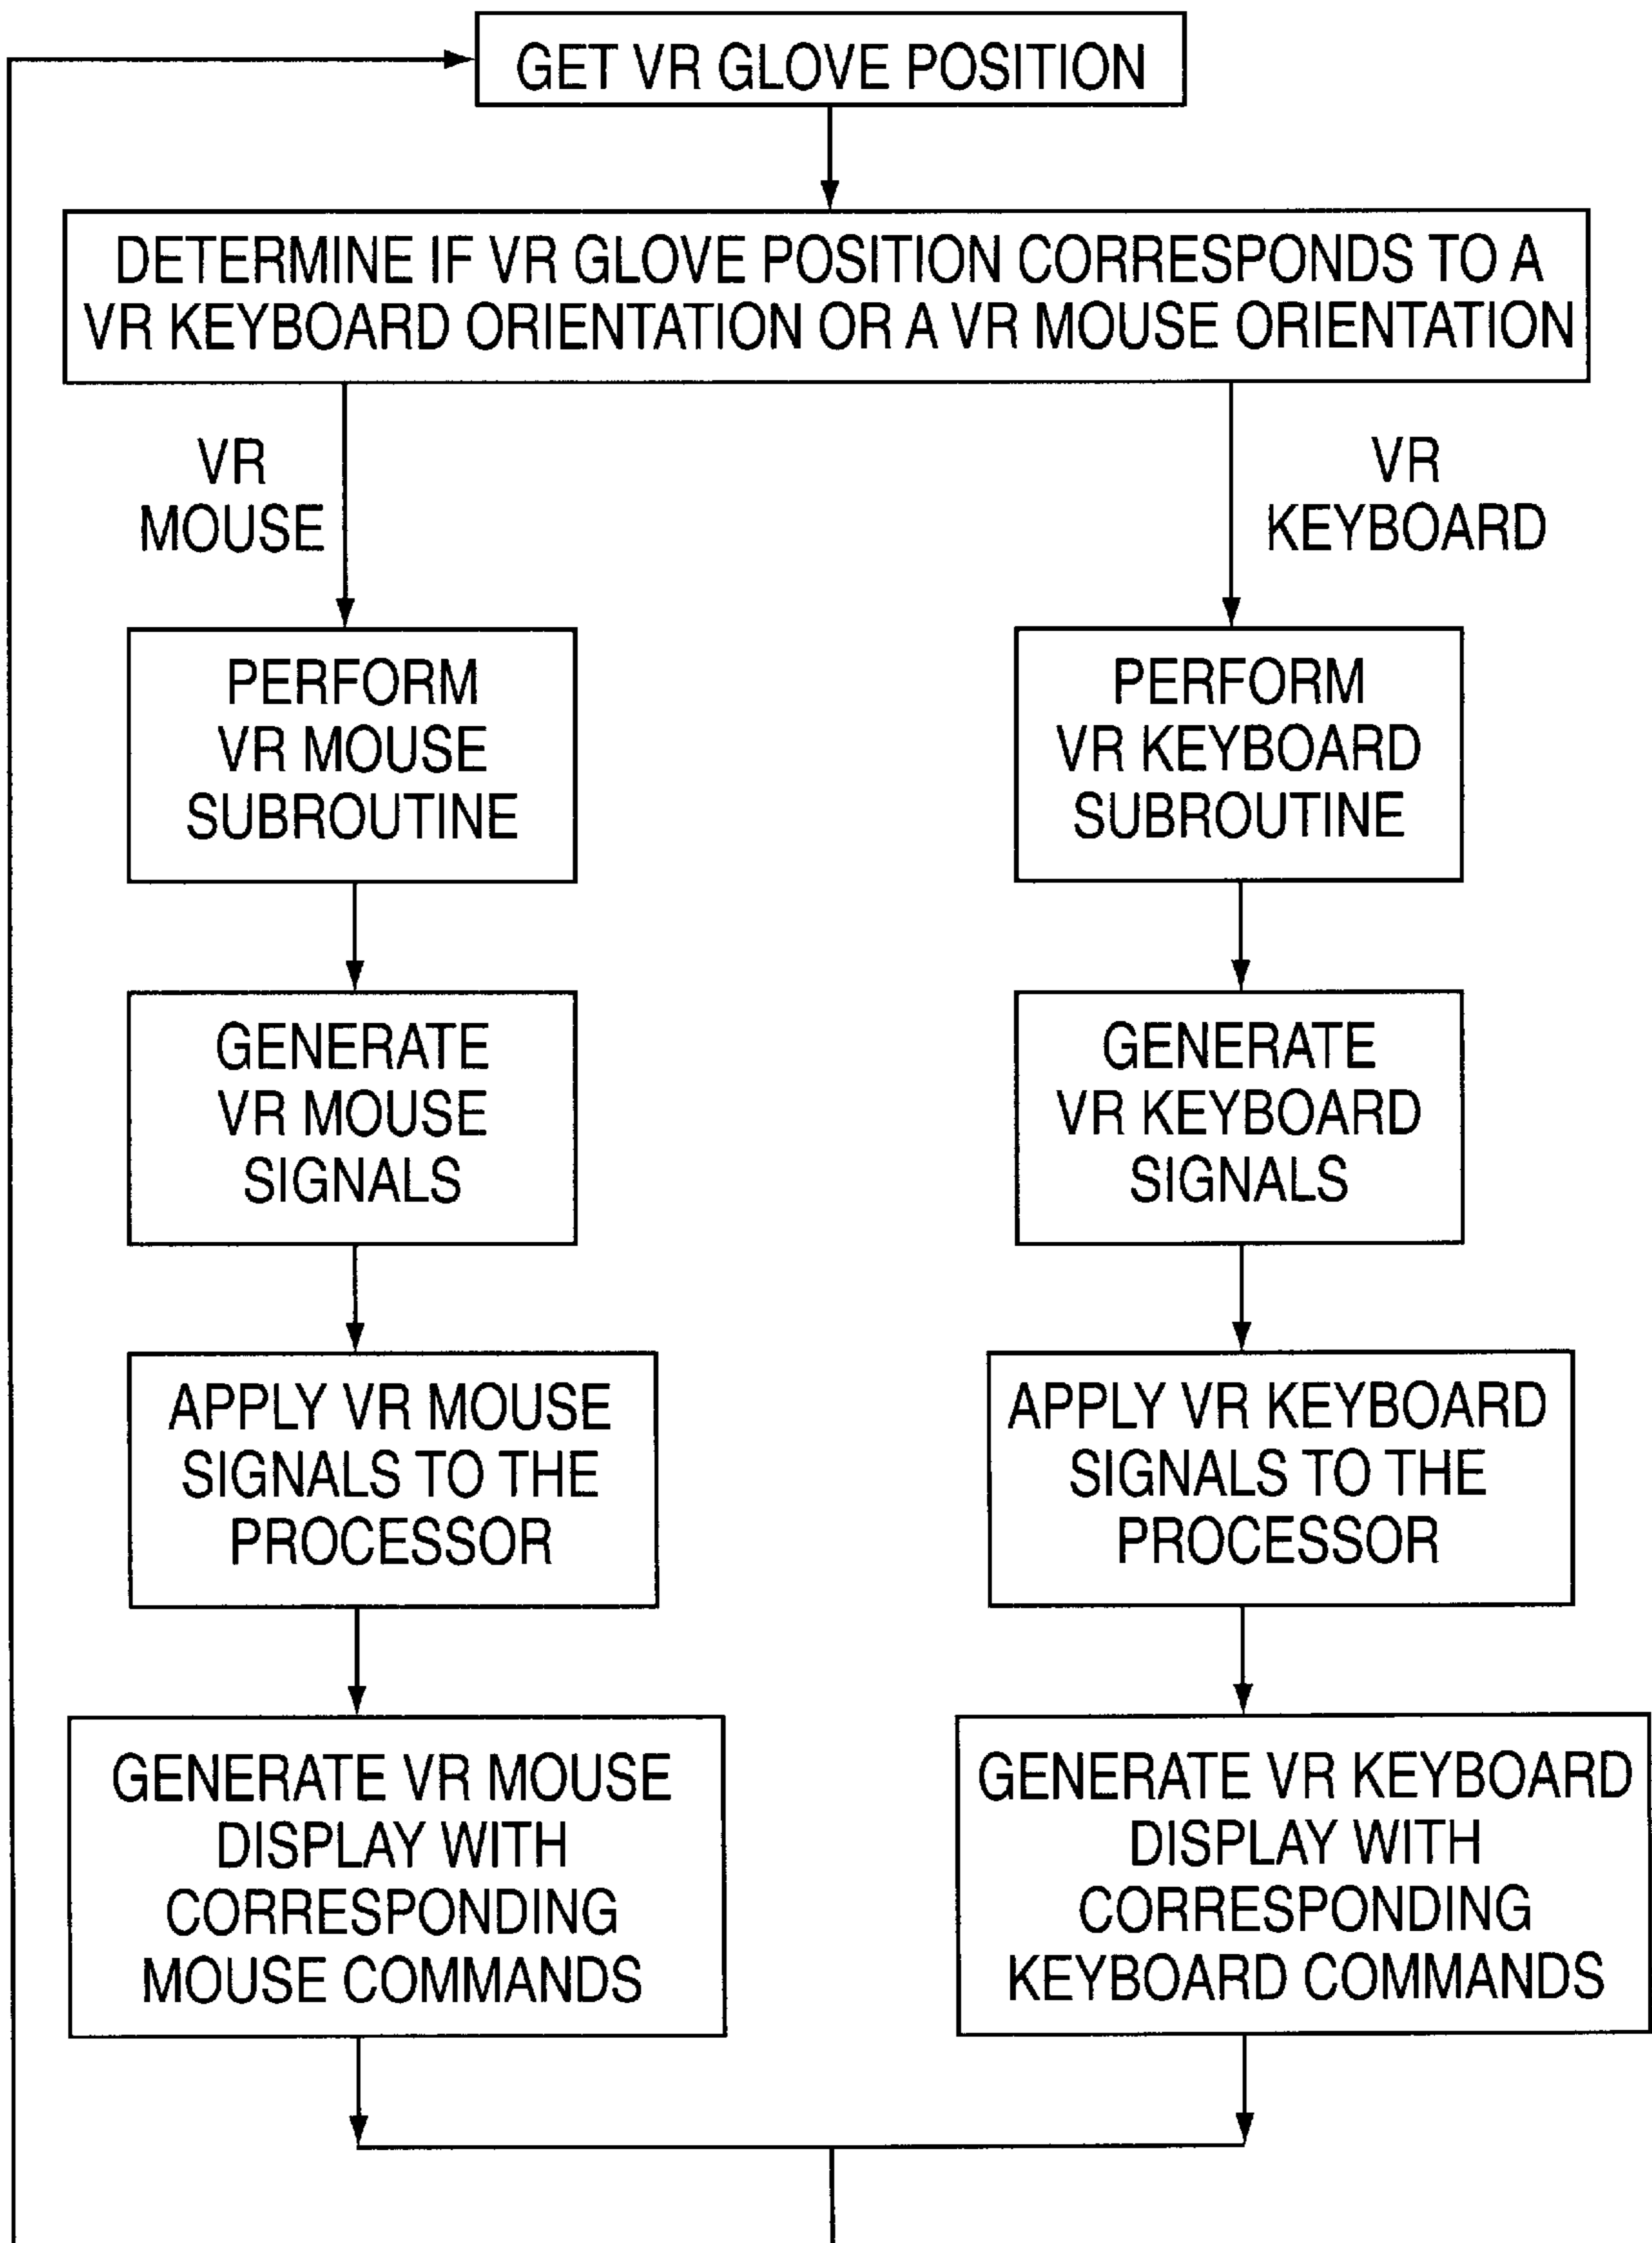 GET VR GLOVE POSITION
DETERMINE IF VR GLOVE POSITION CORRESPONDS TO A
VR KEYBOARD ORIENTATION OR A VR MOUSE ORIENTATION
VR
MOUSE
VR
KEYBOARD
PERFORM
VR MOUSE
SUBROUTINE
PERFORM
VR KEYBOARD
SUBROUTINE
GENERATE
VR MOUSE
SIGNALS
GENERATE
VR KEYBOARD
SIGNALS
APPLY VR MOUSE
SIGNALS TO THE
PROCESSOR
APPLY VR KEYBOARD
SIGNALS TO THE
PROCESSOR
GENERATE VR MOUSE
DISPLAY WITH
CORRESPONDING
MOUSE COMMANDS
GENERATE VR KEYBOARD
DISPLAY WITH
CORRESPONDING
KEYBOARD COMMANDS